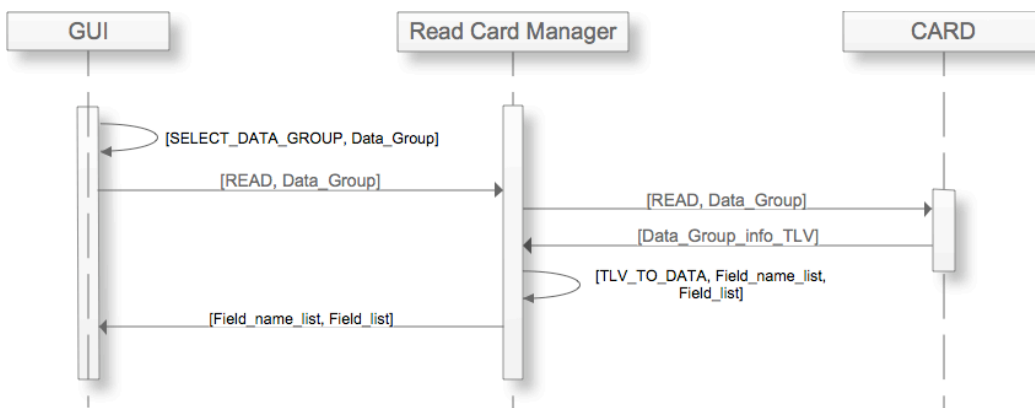 GUI
Read Card Manager
CARD
[SELECT_DATA_GROUP, Data_Group]
[READ, Data_Group]
[READ, Data_Group]
[Data_Group_info_TLV]
[TLV_TO_DATA, Field_name_list,
Field_list]
[Field_name_list, Field_list]